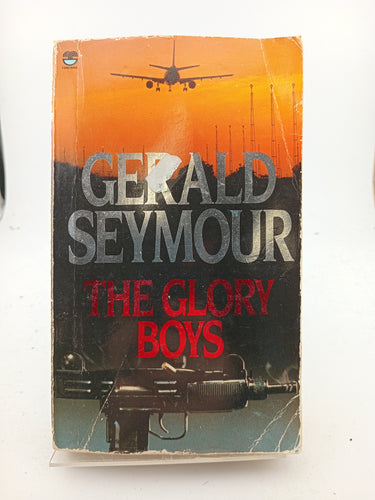 GERALD
SEYMOUR
THE GLORY
BOYS